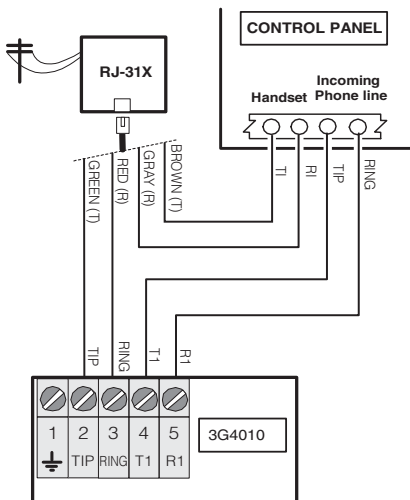 CONTROL PANEL
RJ-31X
Incoming
Handset Phone line
GREEN (T)
RED (R)
GRAY (R)
BROWN (T)
TI
RI
TIP
RING
TIP
RING
T1
R1
1 2 3 4 5
TIP RING T1 R1
3G4010